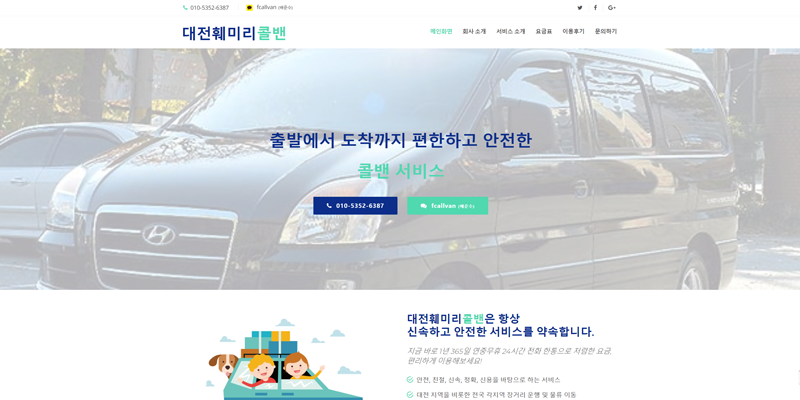 010-5352-6387
fcallvan (배문수)
대전훼미리콜밴
메인화면 회사 소개 서비스 소개 요금표 이용후기 문의하기
출발에서 도착까지 편한하고 안전한
콜밴 서비스
010-5352-6387
fcallvan (배문수)
대전훼미리콜밴은 항상
신속하고 안전한 서비스를 약속합니다.
지금 바로 1년 365일 연중무휴 24시간 전화 한통으로 저렴한 요금,
편리하게 이용해보세요!
안전, 친절, 신속, 정확, 신용을 바탕으로 하는 서비스
대전 지역을 비롯한 전국 각지역 장거리 운행 및 물류 이동